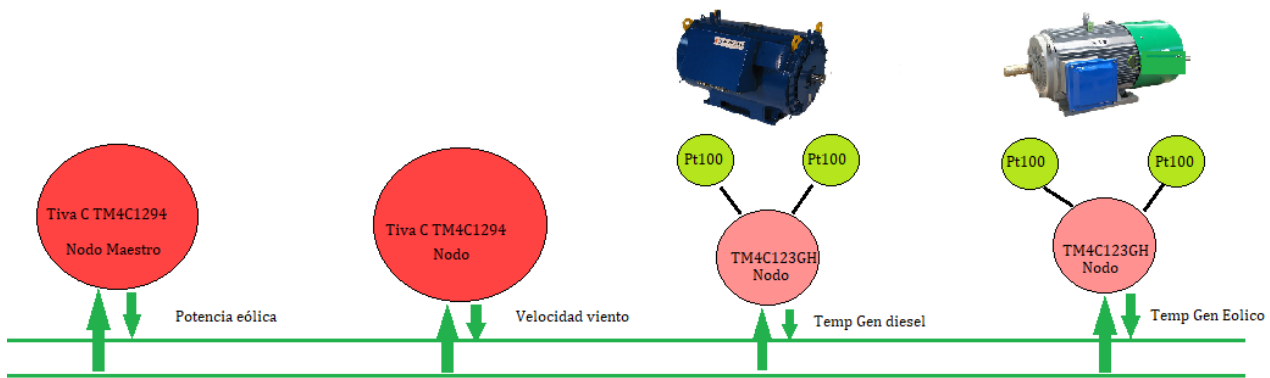 Pt100
Pt100
Pt100
Pt100
Tiva C TM4C1294
Nodo Maestro
Tiva C TM4C1294
Nodo
TM4C123GH
Nodo
TM4C123GH
Nodo
Potencia eólica
Velocidad viento
Temp Gen diesel
Temp Gen Eolico